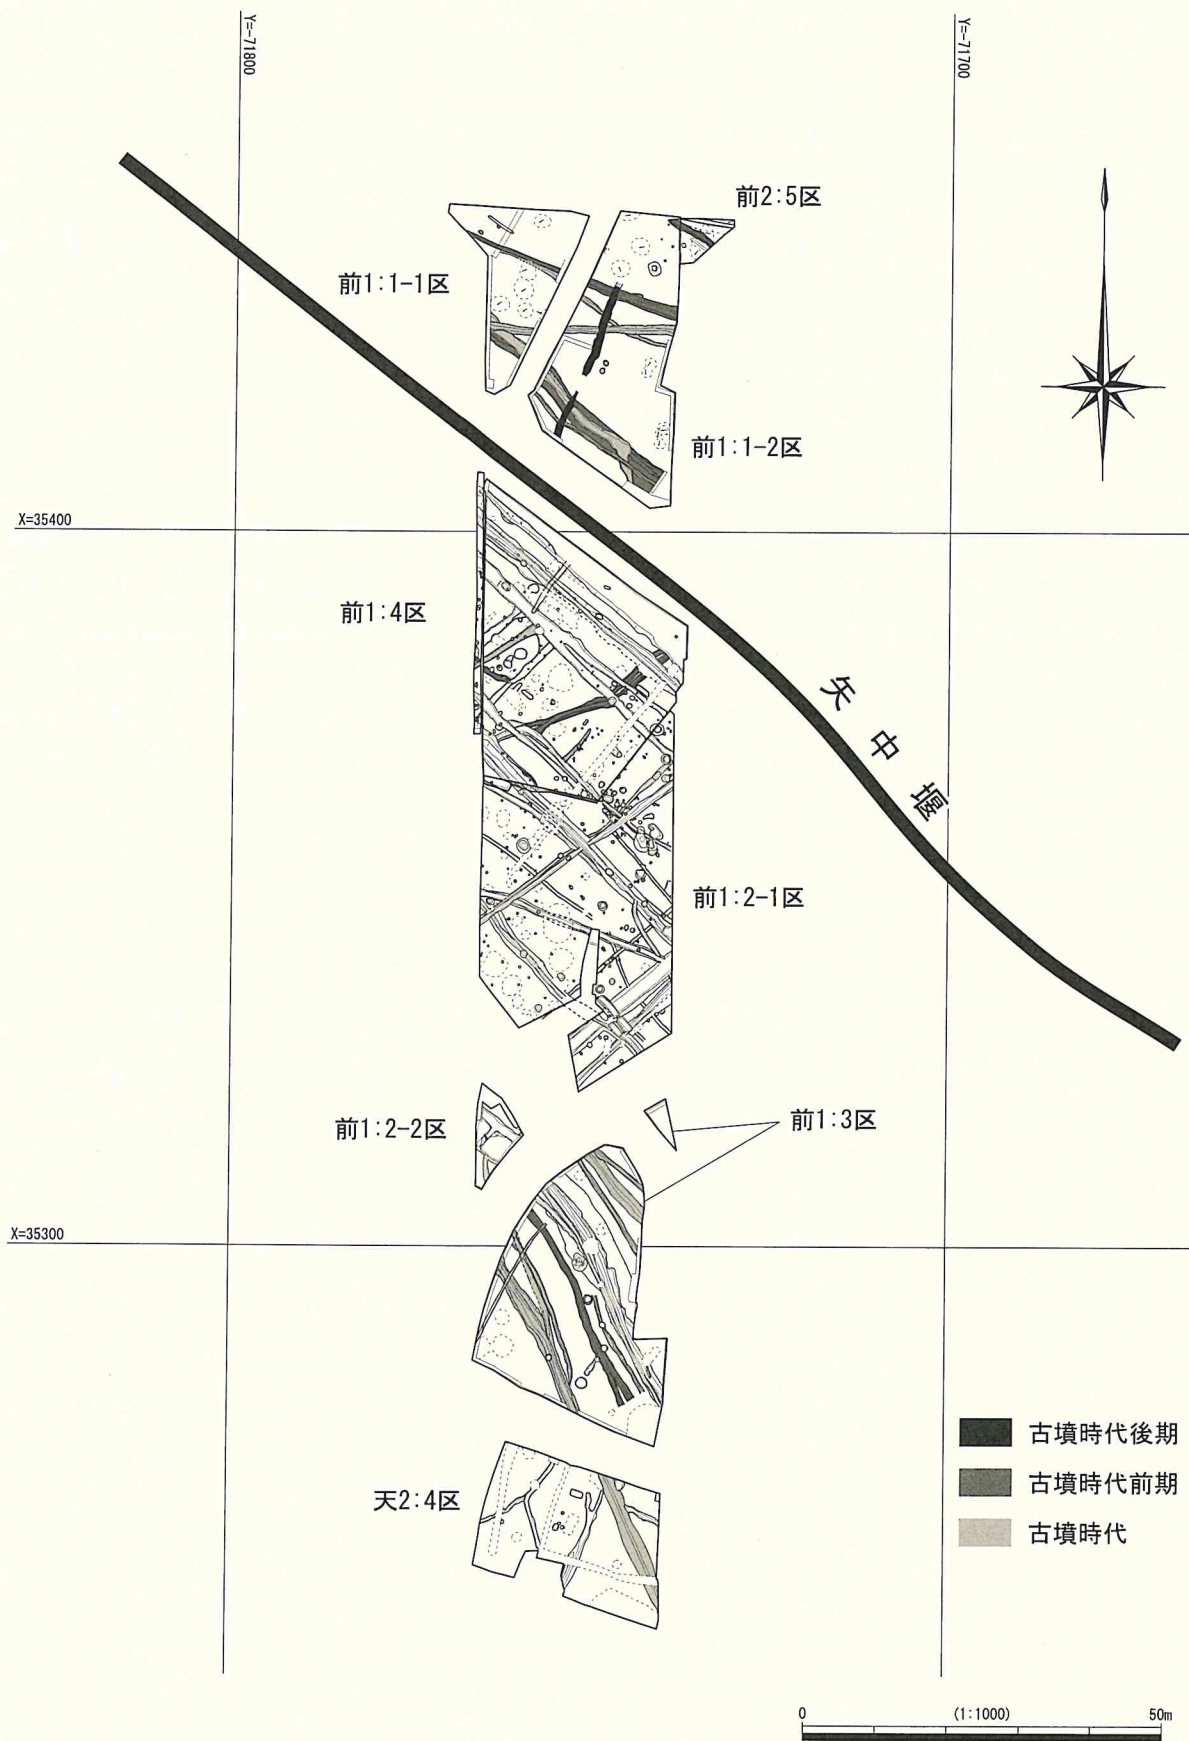 Y=-71800
Y=-71700
前2:5区
前1:1-1区
前1:1-2区
X=35400
前1:4区
矢中堰
前1:2-1区
前1:2-2区
前1:3区
X=35300
古墳時代後期
古墳時代前期
天2:4区
古墳時代
0 (1:1000) 50m